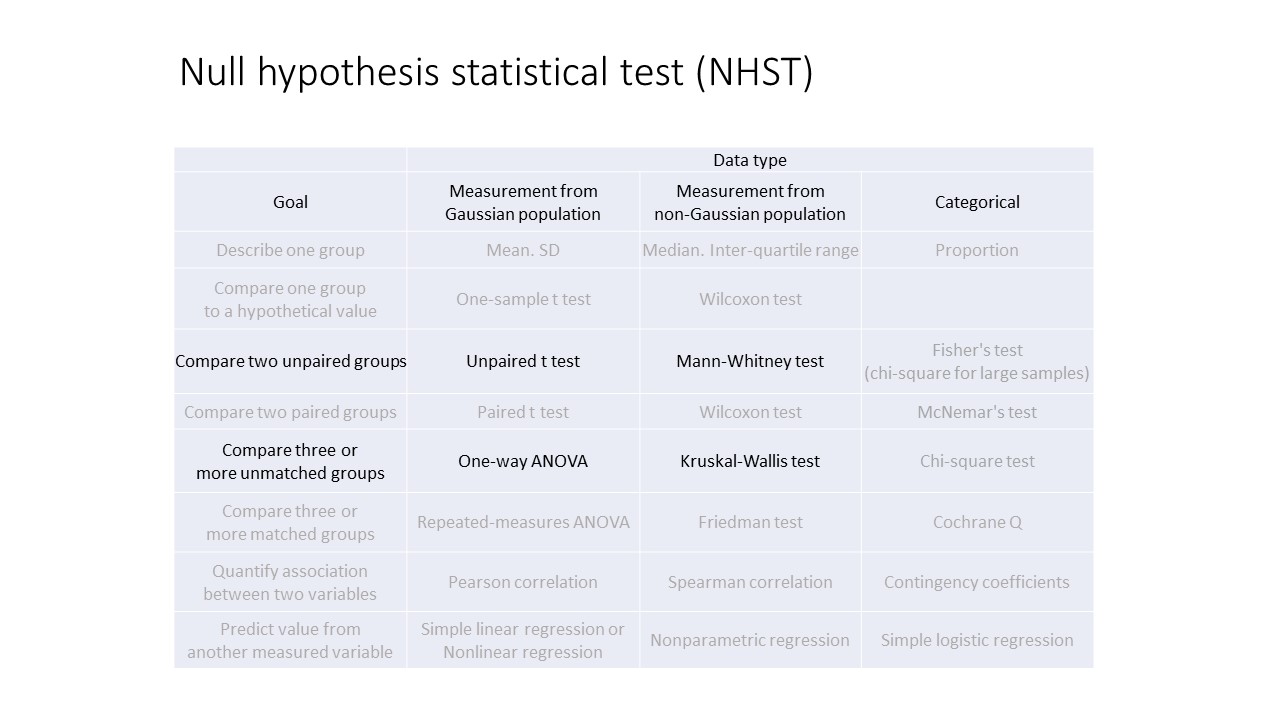 Null hypothesis statistical test (NHST)
Data type
Goal
Measurement from
Gaussian population
Measurement from
non-Gaussian population
Categorical
Describe one group
Mean. SD
Median. Inter-quartile range
Proportion
Compare one group
to a hypothetical value
One-sample t test
Wilcoxon test
Compare two unpaired groups
Unpaired t test
Mann-Whitney test
Fisher's test
(chi-square for large samples)
Compare two paired groups
Paired t test
Wilcoxon test
McNemar's test
Compare three or
more unmatched groups
One-way ANOVA
Kruskal-Wallis test
Chi-square test
Compare three or
more matched groups
Repeated-measures ANOVA
Friedman test
Cochrane Q
Quantify association
between two variables
Pearson correlation
Spearman correlation
Contingency coefficients
Predict value from
another measured variable
Simple linear regression or
Nonlinear regression
Nonparametric regression
Simple logistic regression